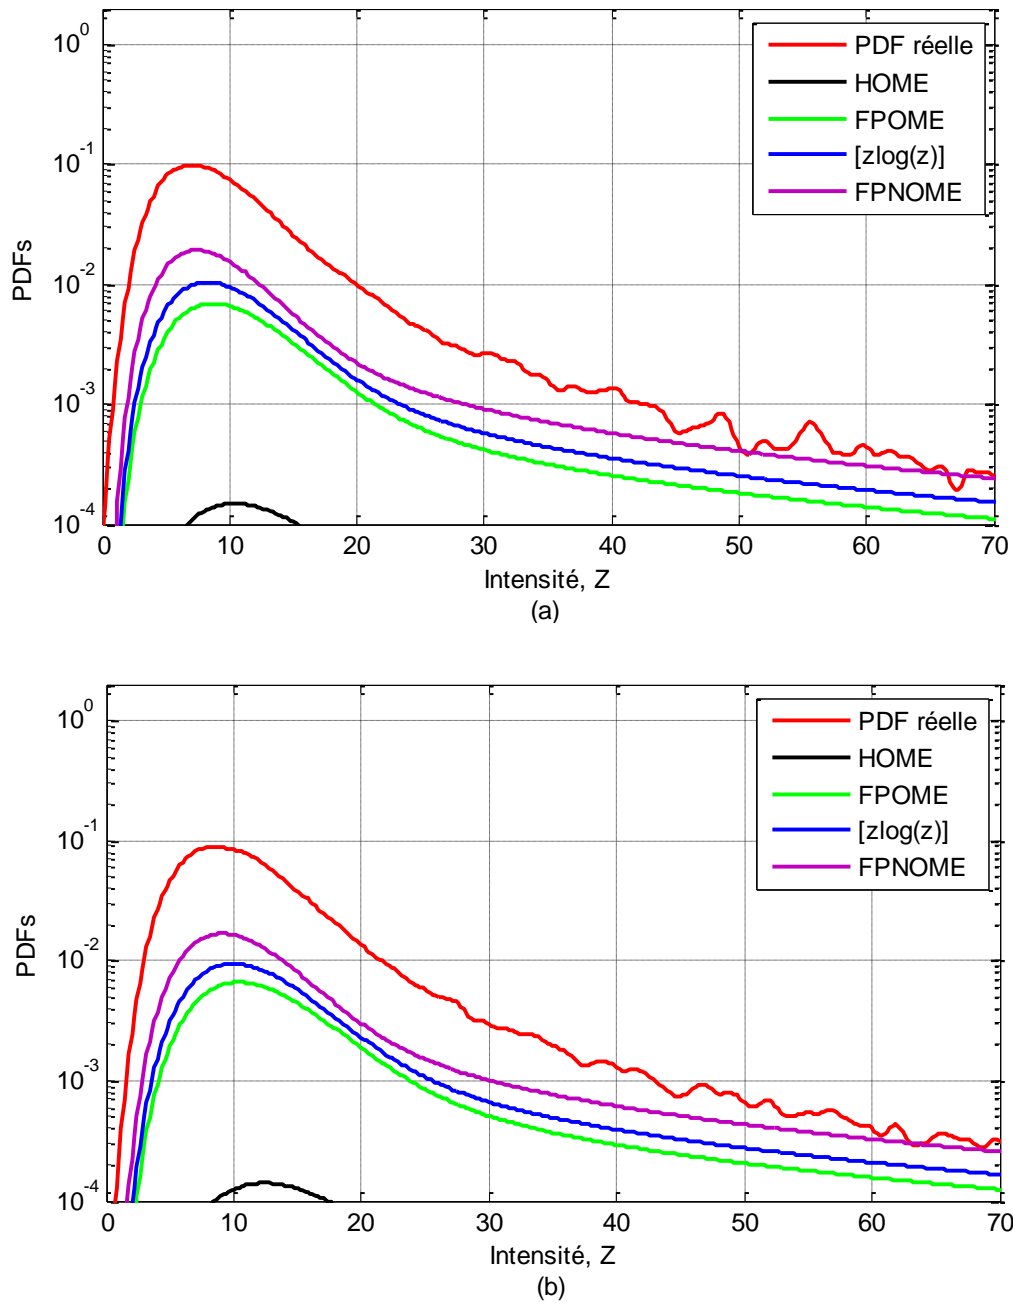 10^0
10^-1
10^-2
10^-3
10^-4
PDFs
PDF réelle
HOME
FPOME
[zlog(z)]
FPNOME
0 10 20 30 40 50 60 70
Intensité, Z
(a)
10^0
10^-1
10^-2
10^-3
10^-4
PDFs
PDF réelle
HOME
FPOME
[zlog(z)]
FPNOME
0 10 20 30 40 50 60 70
Intensité, Z
(b)